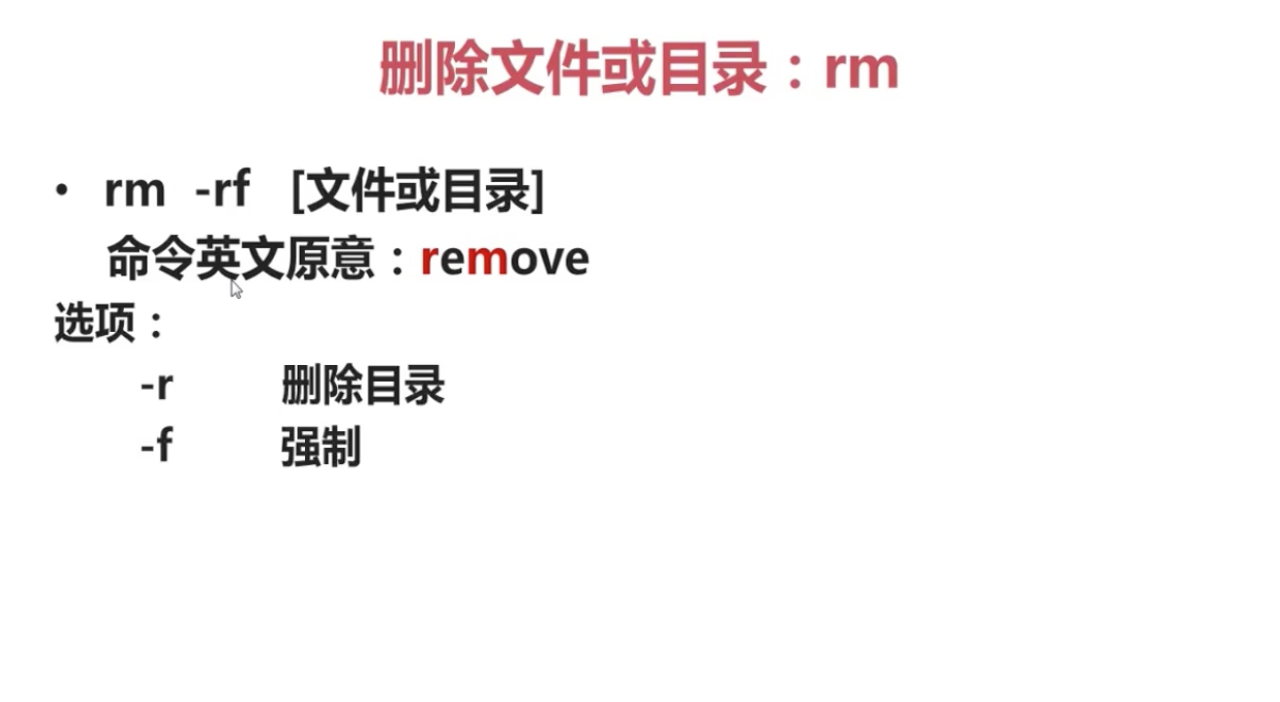 删除文件或目录：rm
• rm -rf [文件或目录]
命令英文原意：remove
选项：
-r 删除目录
-f 强制